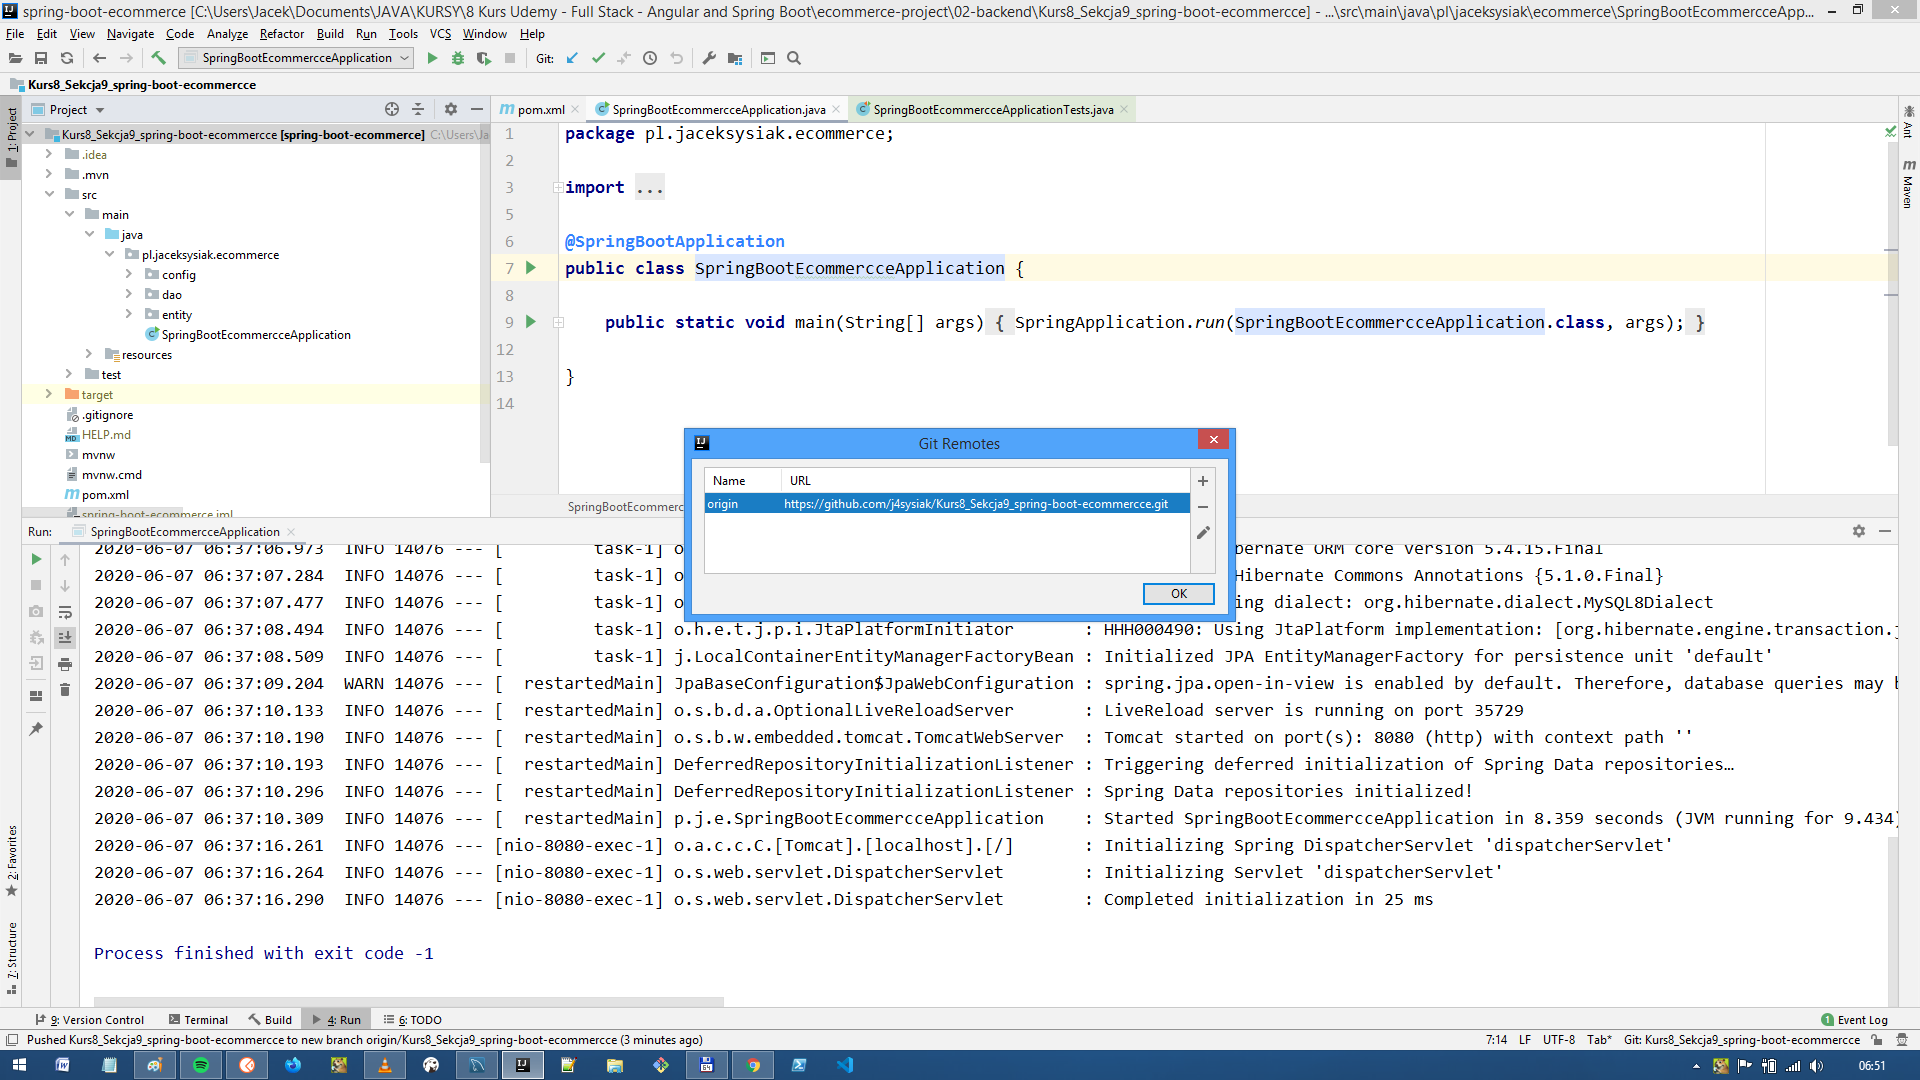 spring-boot-ecommerce [C:\Users\Jacek\Documents\JAVA\KURSY\8 Kurs Udemy - Full Stack - Angular and Spring Boot\ecommerce-project\02-backend\Kurs8_Sekcja9_spring-boot-ecommercce] - ...\src\main\java\pl\jaceksysiak\ecommerce\SpringBootEcommercceApp...
File Edit View Navigate Code Analyze Refactor Build Run Tools VCS Window Help
SpringBootEcommercceApplication Git:
Kurs8_Sekcja9_spring-boot-ecommercce
Project
pom.xml
SpringBootEcommercceApplication.java
SpringBootEcommercceApplicationTests.java
1: Project
Kurs8_Sekcja9_spring-boot-ecommercce [spring-boot-ecommerce] C:\Users\Ja
.idea
.mvn
src
main
java
pl.jaceksysiak.ecommerce
config
dao
entity
SpringBootEcommercceApplication
resources
test
target
.gitignore
HELP.md
mvnw
mvnw.cmd
pom.xml
spring-boot-ecommerce.iml
1 package pl.jaceksysiak.ecommerce;
2
3 import ...
5
6 @SpringBootApplication
7 public class SpringBootEcommercceApplication {
8
9 public static void main(String[] args) { SpringApplication.run(SpringBootEcommercceApplication.class, args); }
12
13 }
14
SpringBootEcommerc
Ant
Maven
Git Remotes
Name URL
origin https://github.com/j4sysiak/Kurs8_Sekcja9_spring-boot-ecommercce.git
OK
Run: SpringBootEcommercceApplication
2020-06-07 06:37:06.973 INFO 14076 --- [ task-1] o bernate ORM core version 5.4.15.Final
2020-06-07 06:37:07.284 INFO 14076 --- [ task-1] o Hibernate Commons Annotations {5.1.0.Final}
2020-06-07 06:37:07.477 INFO 14076 --- [ task-1] o ing dialect: org.hibernate.dialect.MySQL8Dialect
2020-06-07 06:37:08.494 INFO 14076 --- [ task-1] o.h.e.t.j.p.i.JtaPlatformInitiator : HHH000490: Using JtaPlatform implementation: [org.hibernate.engine.transaction.j
2020-06-07 06:37:08.509 INFO 14076 --- [ task-1] j.LocalContainerEntityManagerFactoryBean : Initialized JPA EntityManagerFactory for persistence unit 'default'
2020-06-07 06:37:09.204 WARN 14076 --- [ restartedMain] JpaBaseConfiguration$JpaWebConfiguration : spring.jpa.open-in-view is enabled by default. Therefore, database queries may b
2020-06-07 06:37:10.133 INFO 14076 --- [ restartedMain] o.s.b.d.a.OptionalLiveReloadServer : LiveReload server is running on port 35729
2020-06-07 06:37:10.190 INFO 14076 --- [ restartedMain] o.s.b.w.embedded.tomcat.TomcatWebServer : Tomcat started on port(s): 8080 (http) with context path ''
2020-06-07 06:37:10.193 INFO 14076 --- [ restartedMain] DeferredRepositoryInitializationListener : Triggering deferred initialization of Spring Data repositories…
2020-06-07 06:37:10.296 INFO 14076 --- [ restartedMain] DeferredRepositoryInitializationListener : Spring Data repositories initialized!
2020-06-07 06:37:10.309 INFO 14076 --- [ restartedMain] p.j.e.SpringBootEcommercceApplication : Started SpringBootEcommercceApplication in 8.359 seconds (JVM running for 9.434)
2020-06-07 06:37:16.261 INFO 14076 --- [nio-8080-exec-1] o.a.c.c.C.[Tomcat].[localhost].[/] : Initializing Spring DispatcherServlet 'dispatcherServlet'
2020-06-07 06:37:16.264 INFO 14076 --- [nio-8080-exec-1] o.s.web.servlet.DispatcherServlet : Initializing Servlet 'dispatcherServlet'
2020-06-07 06:37:16.290 INFO 14076 --- [nio-8080-exec-1] o.s.web.servlet.DispatcherServlet : Completed initialization in 25 ms
Process finished with exit code -1
2: Favorites
7: Structure
9: Version Control Terminal Build 4: Run 6: TODO
1 Event Log
Pushed Kurs8_Sekcja9_spring-boot-ecommercce to new branch origin/Kurs8_Sekcja9_spring-boot-ecommercce (3 minutes ago)
7:14 LF UTF-8 Tab* Git: Kurs8_Sekcja9_spring-boot-ecommercce
06:51